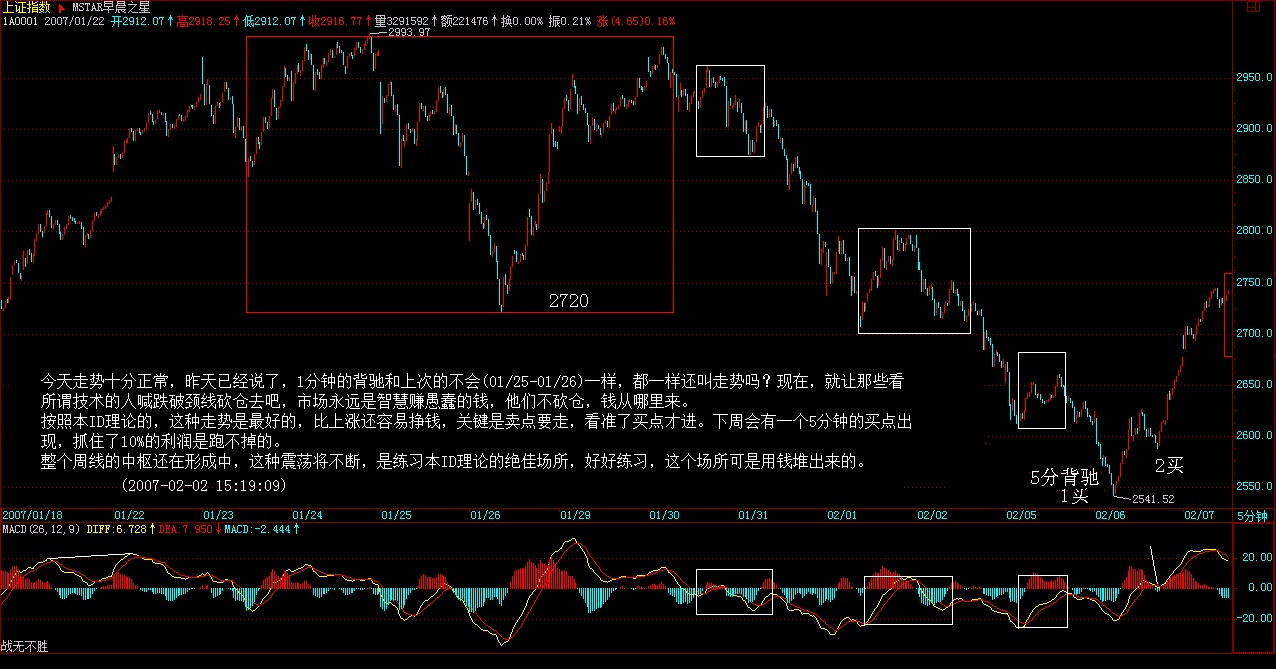 上证指数 MSTAR早晨之星
1A0001 2007/01/22 开2912.07↑高2918.25↑低2912.07↑收2916.77↑量3291592↑额221476↑换0.00% 振0.21% 涨(4.65)0.16%
2993.97
2950.0
2900.0
2850.0
2800.0
2750.0
2700.0
2650.0
2600.0
2550.0
2720
今天走势十分正常，昨天已经说了，1分钟的背驰和上次的不会(01/25-01/26)一样，都一样还叫走势吗？现在，就让那些看
所谓技术的人喊跌破颈线砍仓去吧，市场永远是智慧赚愚蠢的钱，他们不砍仓，钱从哪里来。
按照本ID理论的，这种走势是最好的，比上涨还容易挣钱，关键是卖点要走，看准了买点才进。下周会有一个5分钟的买点出
现，抓住了10%的利润是跑不掉的。
整个周线的中枢还在形成中，这种震荡将不断，是练习本ID理论的绝佳场所，好好练习，这个场所可是用钱堆出来的。
(2007-02-02 15:19:09)
5分背驰
1买
2买
2541.52
2007/01/18 01/22 01/23 01/24 01/25 01/26 01/29 01/30 01/31 02/01 02/02 02/05 02/06 02/07 5分钟
MACD(26,12,9) DIFF:6.728↑ DEA:7.950↓ MACD:-2.444↑
20.00
0.00
-20.00
战无不胜